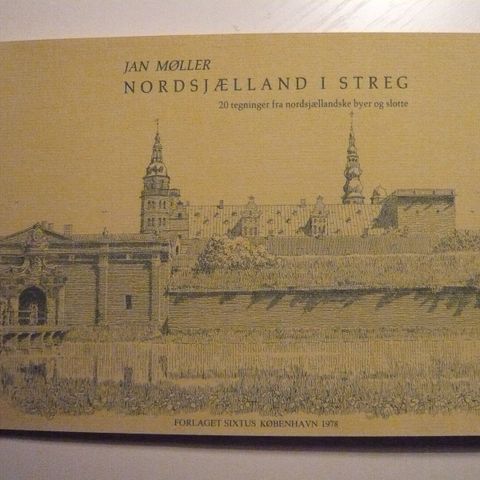 JAN MØLLER
NORDSJÆLLAND I STREG
20 tegninger fra nordsjællandske byer og slotte
FORLAGET SIXTUS KØBENHAVN 1978